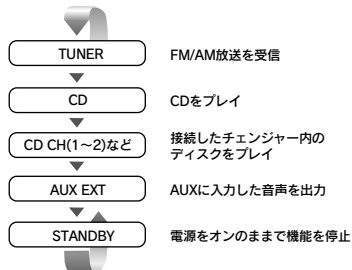 TUNER FM/AM放送を受信
CD CDをプレイ
CD CH(1〜2)など 接続したチェンジャー内の
ディスクをプレイ
AUX EXT AUXに入力した音声を出力
STANDBY 電源をオンのままで機能を停止